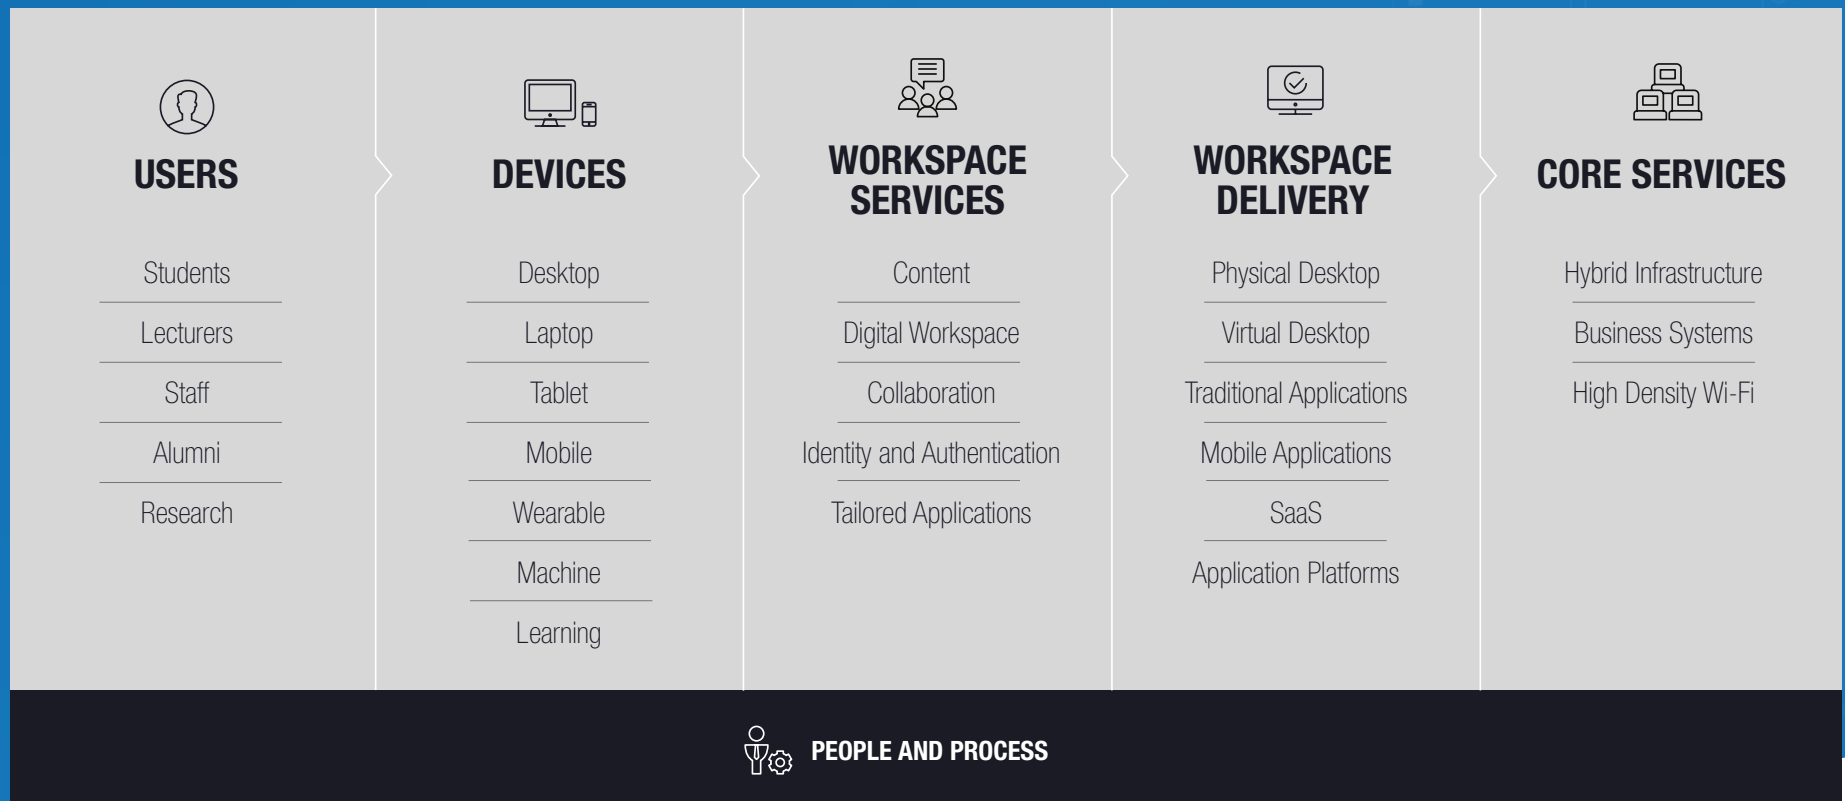 USERS
Students
Lecturers
Staff
Alumni
Research
DEVICES
Desktop
Laptop
Tablet
Mobile
Wearable
Machine
Learning
WORKSPACE
SERVICES
Content
Digital Workspace
Collaboration
Identity and Authentication
Tailored Applications
WORKSPACE
DELIVERY
Physical Desktop
Virtual Desktop
Traditional Applications
Mobile Applications
SaaS
Application Platforms
CORE SERVICES
Hybrid Infrastructure
Business Systems
High Density Wi-Fi
PEOPLE AND PROCESS